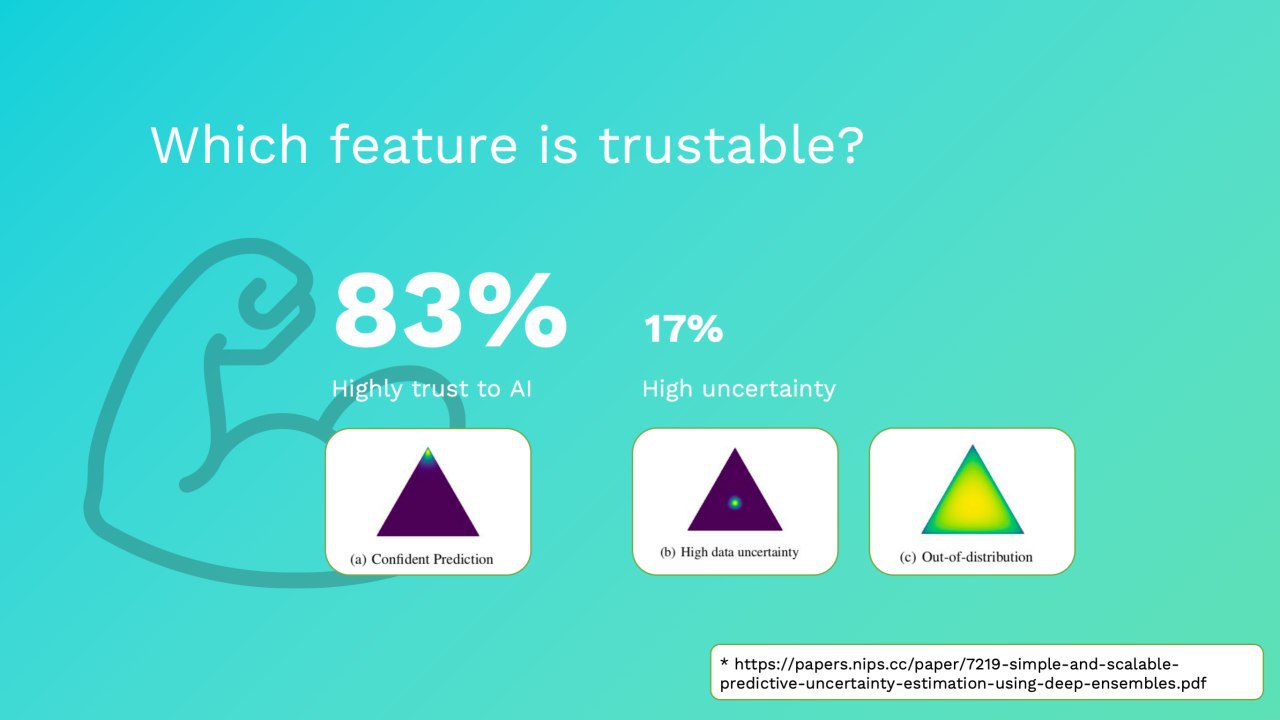 Which feature is trustable?
83%
17%
Highly trust to AI
High uncertainty
(a) Confident Prediction
(b) High data uncertainty
(c) Out-of-distribution
* https://papers.nips.cc/paper/7219-simple-and-scalable-
predictive-uncertainty-estimation-using-deep-ensembles.pdf